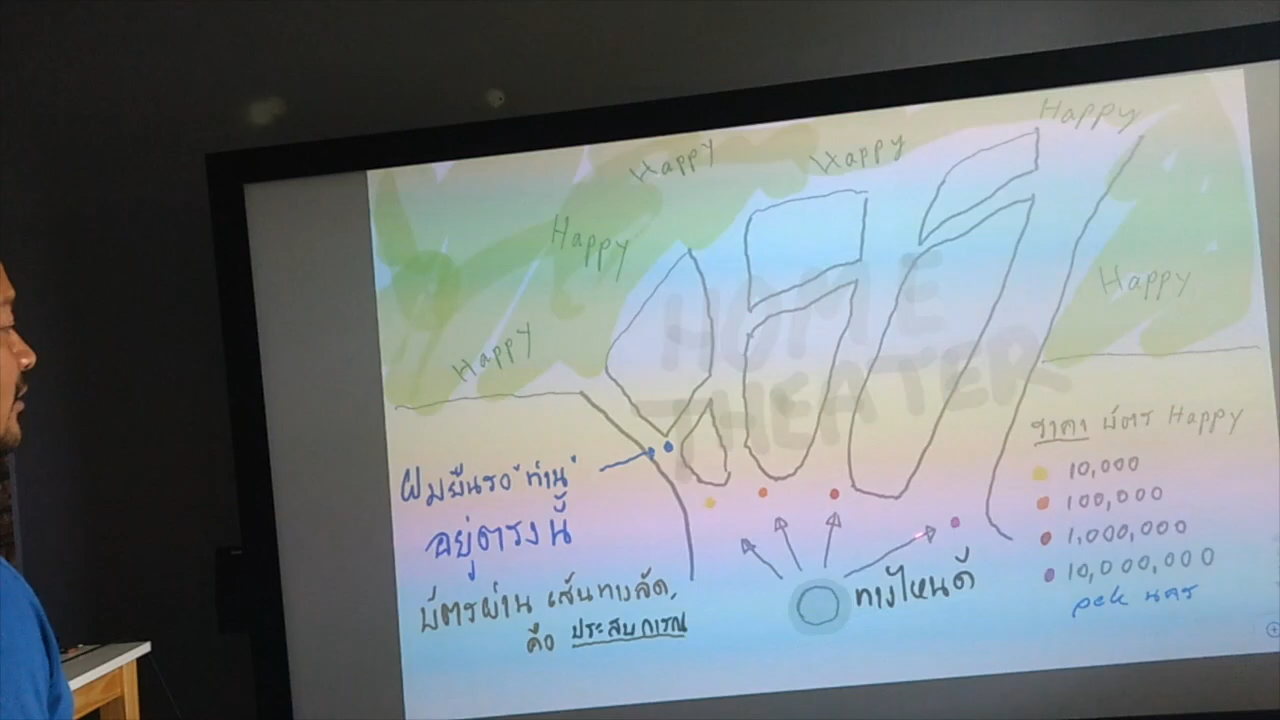 Happy
Happy
Happy
Happy
Happy
Happy
HOME
THEATER
ราคา บัตร Happy
10,000
100,000
1,000,000
10,000,000
ผมยืนรอ "ท่าน"
อยู่ตรงนี้
บัตรผ่าน เส้นทางลัด,
คือ ประสบการณ์
ทางไหนดี
นคร